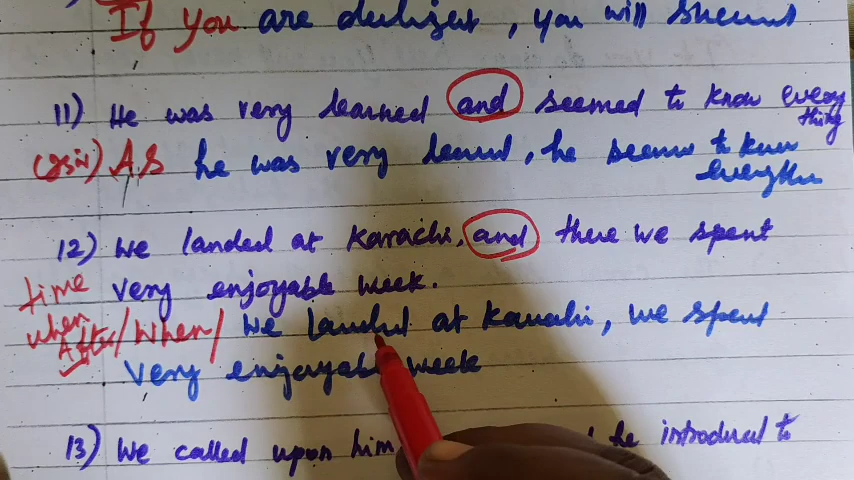 If you are diligent, you will succeed
11) He was very learned and seemed to know every
thing
As he was very learned, he seems to know
everything
12) We landed at Karachi, and there we spent
time very enjoyable week.
when After/When/ we landed at Karachi, we spent
very enjoyable week
13) We called upon him he introduced to